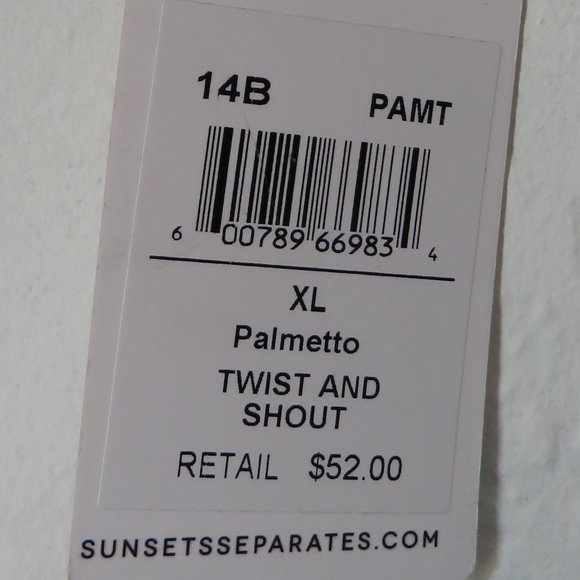 14B PAMT
6 00789 66983 4
XL
Palmetto
TWIST AND
SHOUT
RETAIL $52.00
SUNSETSSEPARATES.COM